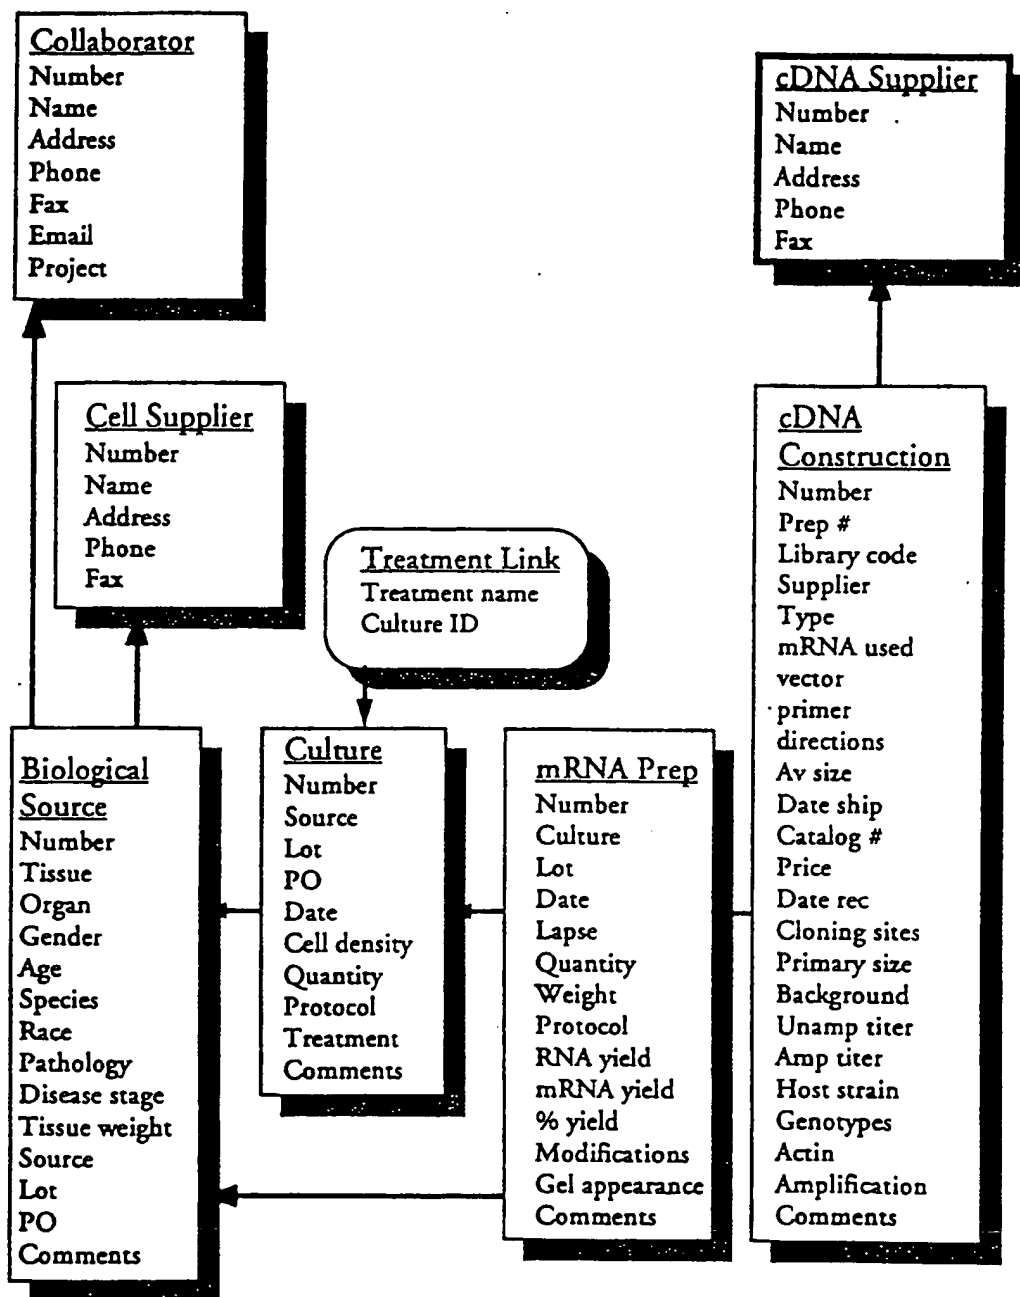 Collaborator
Number
Name
Address
Phone
Fax
Email
Project
cDNA Supplier
Number
Name
Address
Phone
Fax
Cell Supplier
Number
Name
Address
Phone
Fax
Treatment Link
Treatment name
Culture ID
Biological
Source
Number
Tissue
Organ
Gender
Age
Species
Race
Pathology
Disease stage
Tissue weight
Source
Lot
PO
Comments
Culture
Number
Source
Lot
PO
Date
Cell density
Quantity
Protocol
Treatment
Comments
mRNA Prep
Number
Culture
Lot
Date
Lapse
Quantity
Weight
Protocol
RNA yield
mRNA yield
% yield
Modifications
Gel appearance
Comments
cDNA
Construction
Number
Prep #
Library code
Supplier
Type
mRNA used
vector
primer
directions
Av size
Date ship
Catalog #
Price
Date rec
Cloning sites
Primary size
Background
Unamp titer
Amp titer
Host strain
Genotypes
Actin
Amplification
Comments